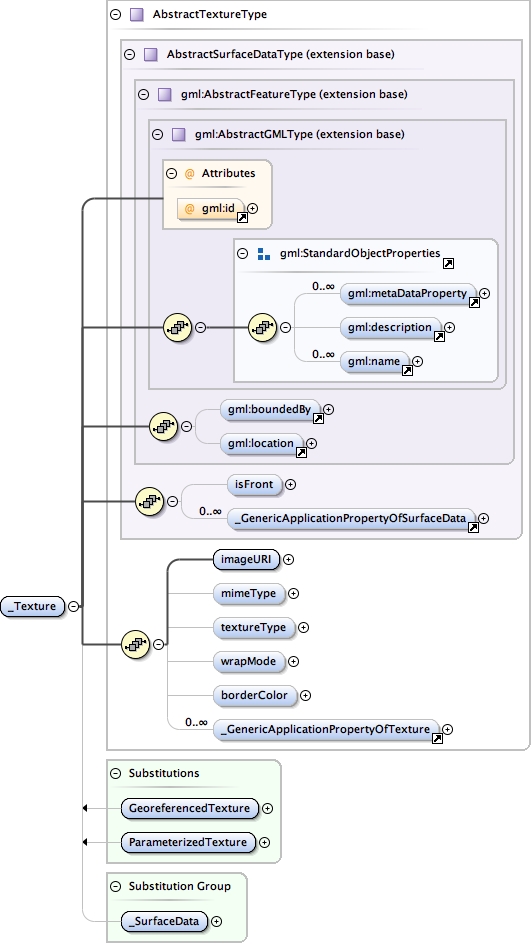 AbstractTextureType
AbstractSurfaceDataType (extension base)
gml:AbstractFeatureType (extension base)
gml:AbstractGMLType (extension base)
@ Attributes
@ gml:id
gml:StandardObjectProperties
0..∞
gml:metaDataProperty
gml:description
0..∞
gml:name
gml:boundedBy
gml:location
isFront
0..∞
_GenericApplicationPropertyOfSurfaceData
imageURI
mimeType
_Texture
textureType
wrapMode
borderColor
0..∞
_GenericApplicationPropertyOfTexture
Substitutions
GeoreferencedTexture
ParameterizedTexture
Substitution Group
_SurfaceData